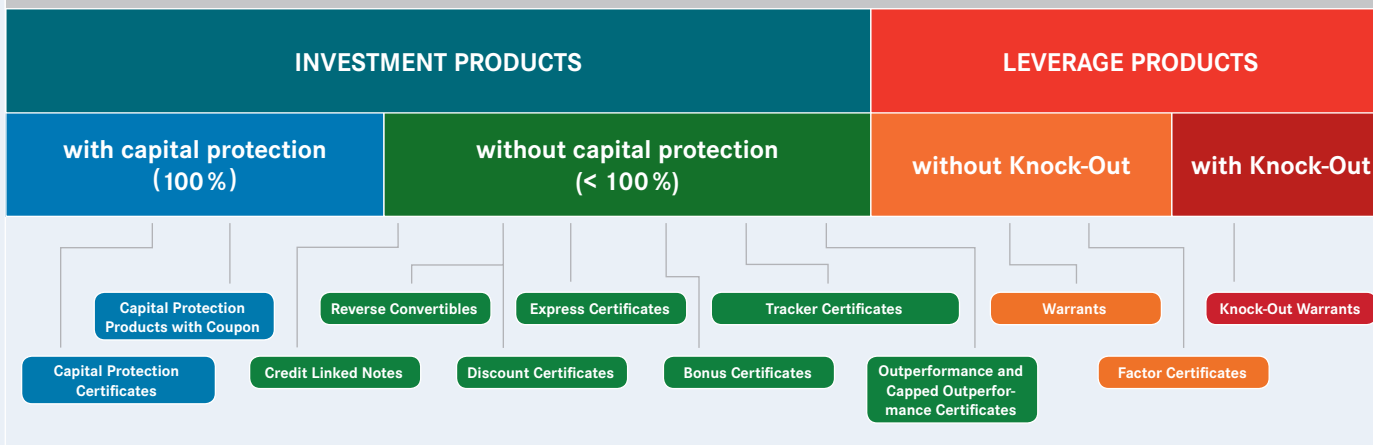 INVESTMENT PRODUCTS
LEVERAGE PRODUCTS
with capital protection
(100 %)
without capital protection
(< 100 %)
without Knock-Out
with Knock-Out
Capital Protection
Products with Coupon
Reverse Convertibles
Express Certificates
Tracker Certificates
Warrants
Knock-Out Warrants
Capital Protection
Certificates
Credit Linked Notes
Discount Certificates
Bonus Certificates
Outperformance and
Capped Outperfor-
mance Certificates
Factor Certificates